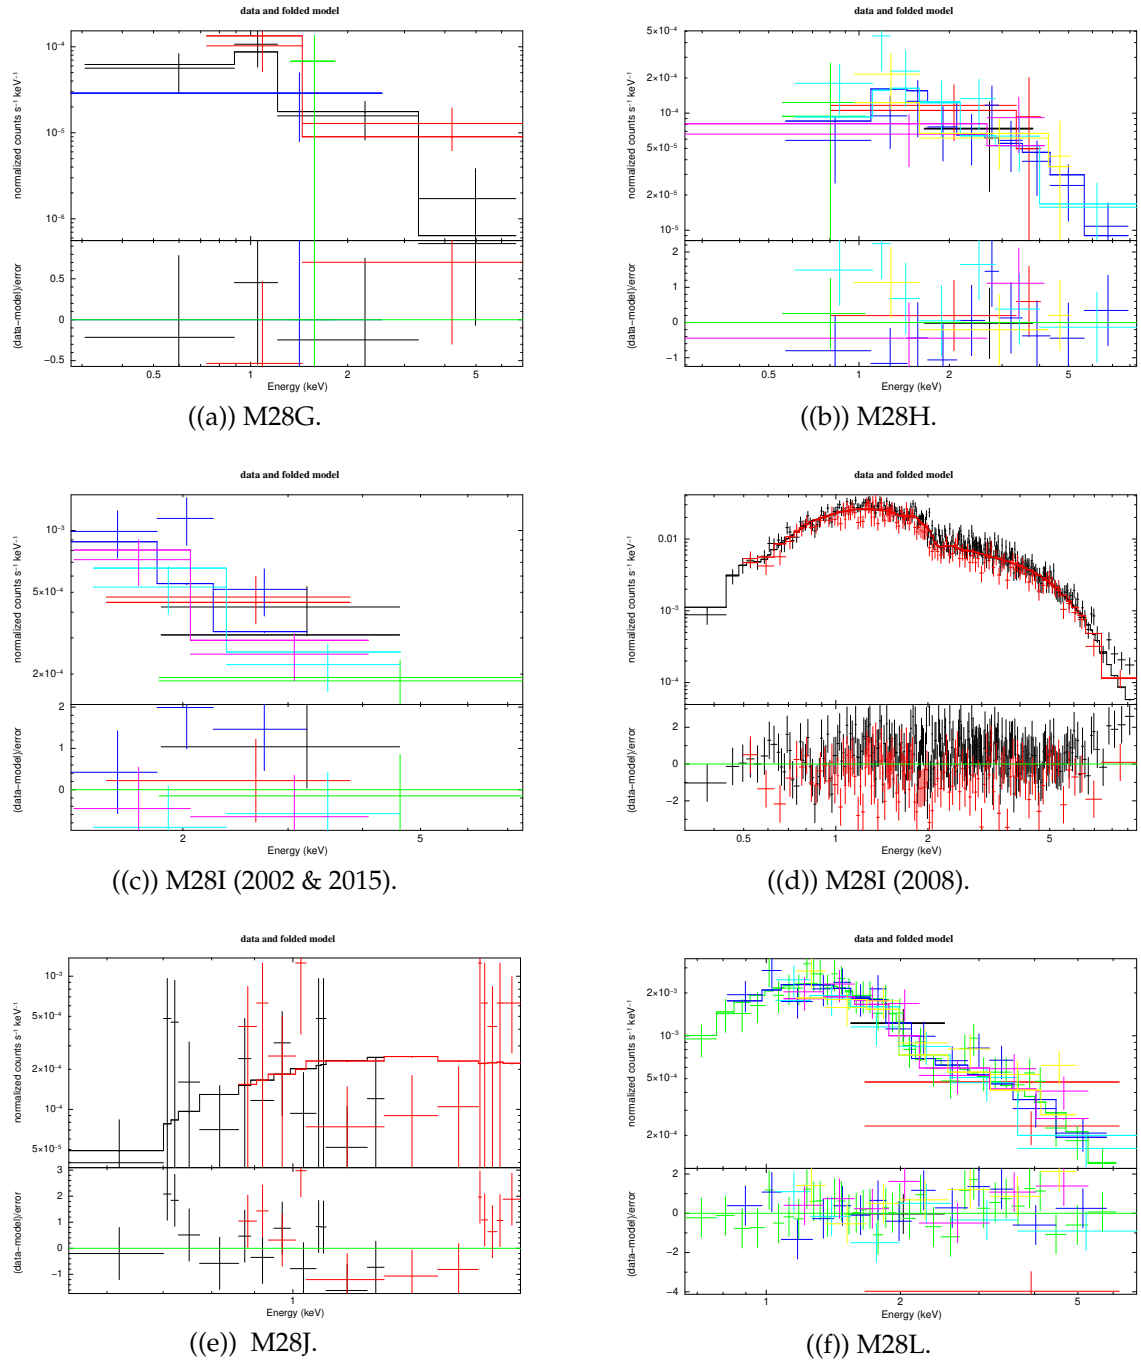 data and folded model
normalized counts s⁻¹ keV⁻¹
10⁻⁴
10⁻⁵
10⁻⁶
(data−model)/error
0.5
0
−0.5
0.5 1 2 5
Energy (keV)
((a)) M28G.
data and folded model
normalized counts s⁻¹ keV⁻¹
5×10⁻⁴
2×10⁻⁴
10⁻⁴
5×10⁻⁵
2×10⁻⁵
10⁻⁵
(data−model)/error
2
1
0
−1
0.5 1 2 5
Energy (keV)
((b)) M28H.
data and folded model
normalized counts s⁻¹ keV⁻¹
10⁻³
5×10⁻⁴
2×10⁻⁴
(data−model)/error
2
1
0
2 5
Energy (keV)
((c)) M28I (2002 & 2015).
data and folded model
normalized counts s⁻¹ keV⁻¹
0.01
10⁻³
10⁻⁴
(data−model)/error
2
0
−2
0.5 1 2 5
Energy (keV)
((d)) M28I (2008).
data and folded model
normalized counts s⁻¹ keV⁻¹
10⁻³
5×10⁻⁴
2×10⁻⁴
10⁻⁴
5×10⁻⁵
(data−model)/error
3
2
1
0
−1
1
Energy (keV)
((e)) M28J.
data and folded model
normalized counts s⁻¹ keV⁻¹
2×10⁻³
10⁻³
5×10⁻⁴
2×10⁻⁴
(data−model)/error
2
0
−2
−4
1 2 5
Energy (keV)
((f)) M28L.